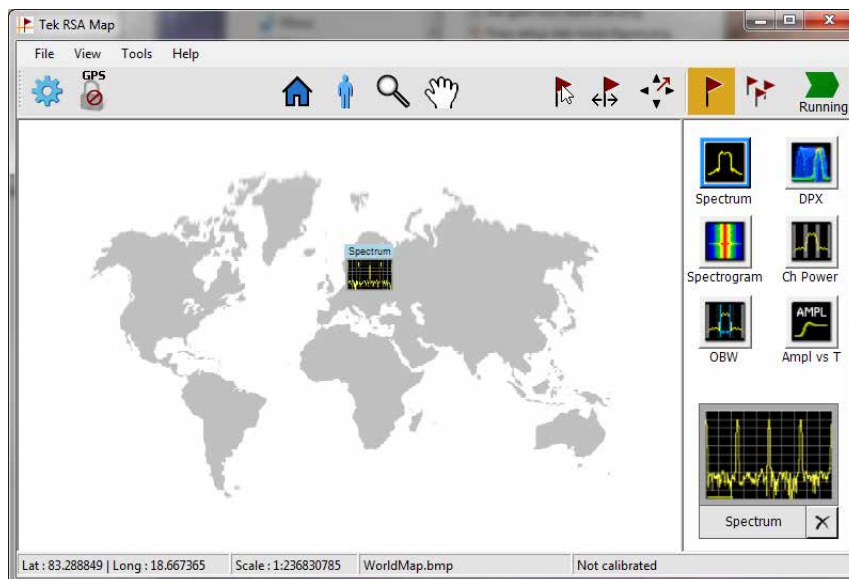 Tek RSA Map
File View Tools Help
GPS
Running
Spectrum
Spectrum DPX
Spectrogram Ch Power
AMPL
OBW Ampl vs T
Spectrum
Lat : 83.288849 | Long : 18.667365 Scale : 1:236830785 WorldMap.bmp Not calibrated